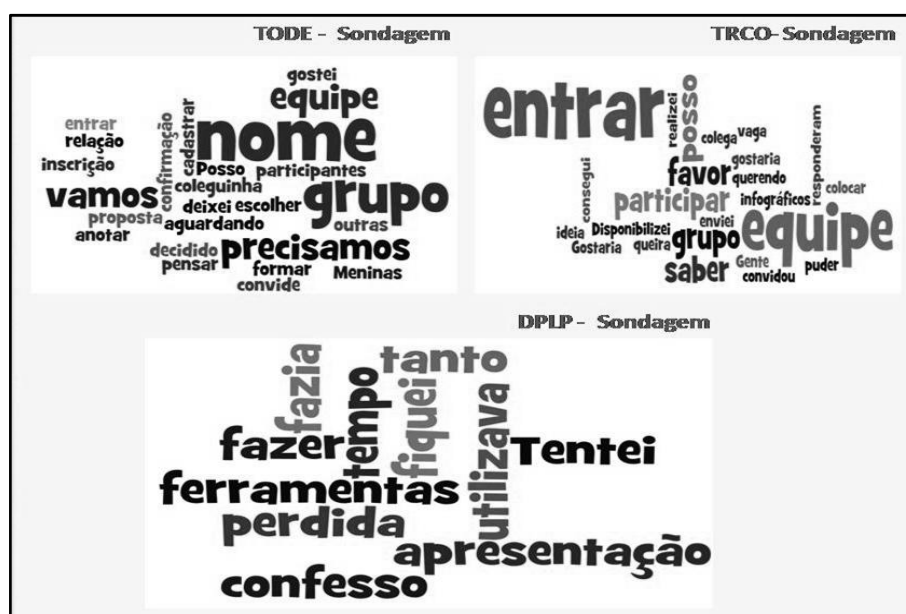 TODE - Sondagem
gostei
equipe
entrar
relação
confirmação
cadastrar
nome
inscrição
Posso participantes
vamos
coleguinha
grupo
proposta
deixei escolher
outras
anotar
aguardando
decidido
precisamos
pensar
formar
Meninas
convide
TRCO- Sondagem
entrar
realizei
posso
colega vaga
responderam
favor
gostaria
querendo
consegui
participar
infográficos
colocar
enviei
ideia
Disponibilizei
grupo
equipe
Gostaria
queira
saber
Gente
convidou
puder
DPLP - Sondagem
fazia
tanto
tempo
fiquei
utilizava
fazer
Tentei
ferramentas
perdida
apresentação
confesso